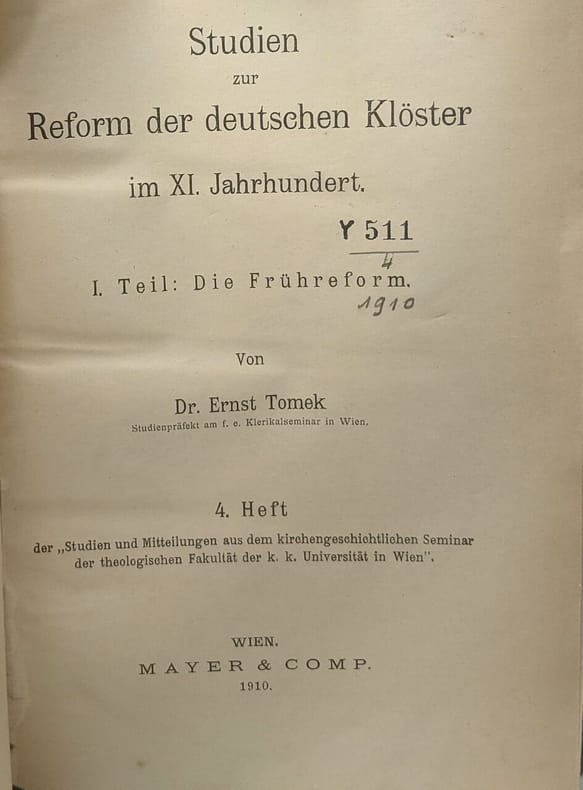 Studien
zur
Reform der deutschen Klöster
im XI. Jahrhundert.
Y 511
4
I. Teil: Die Frühreform.
1910
Von
Dr. Ernst Tomek
Studienpräfekt am f. e. Klerikalseminar in Wien.
4. Heft
der „Studien und Mitteilungen aus dem kirchengeschichtlichen Seminar
der theologischen Fakultät der k. k. Universität in Wien".
WIEN.
MAYER & COMP.
1910.